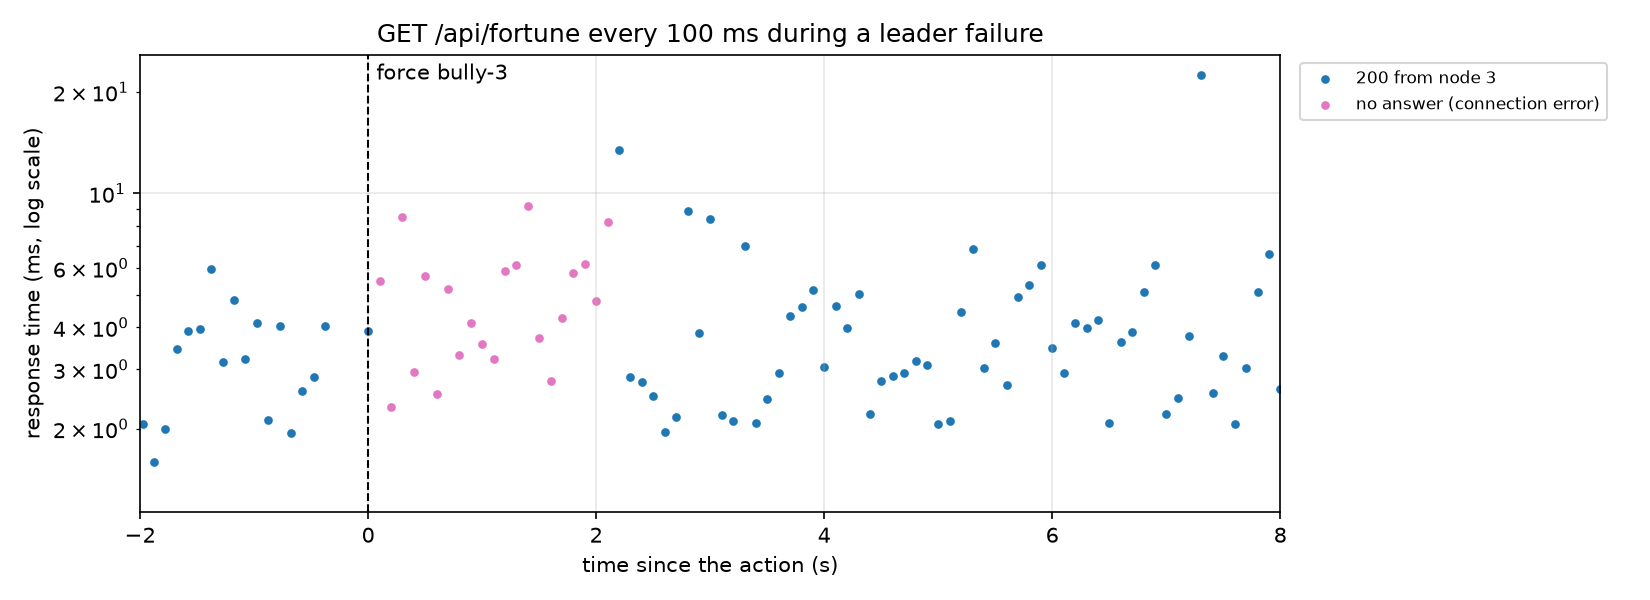 GET /api/fortune every 100 ms during a leader failure
force bully-3
200 from node 3
no answer (connection error)
response time (ms, log scale)
2 × 10¹
10¹
6 × 10⁰
4 × 10⁰
3 × 10⁰
2 × 10⁰
−2 0 2 4 6 8
time since the action (s)